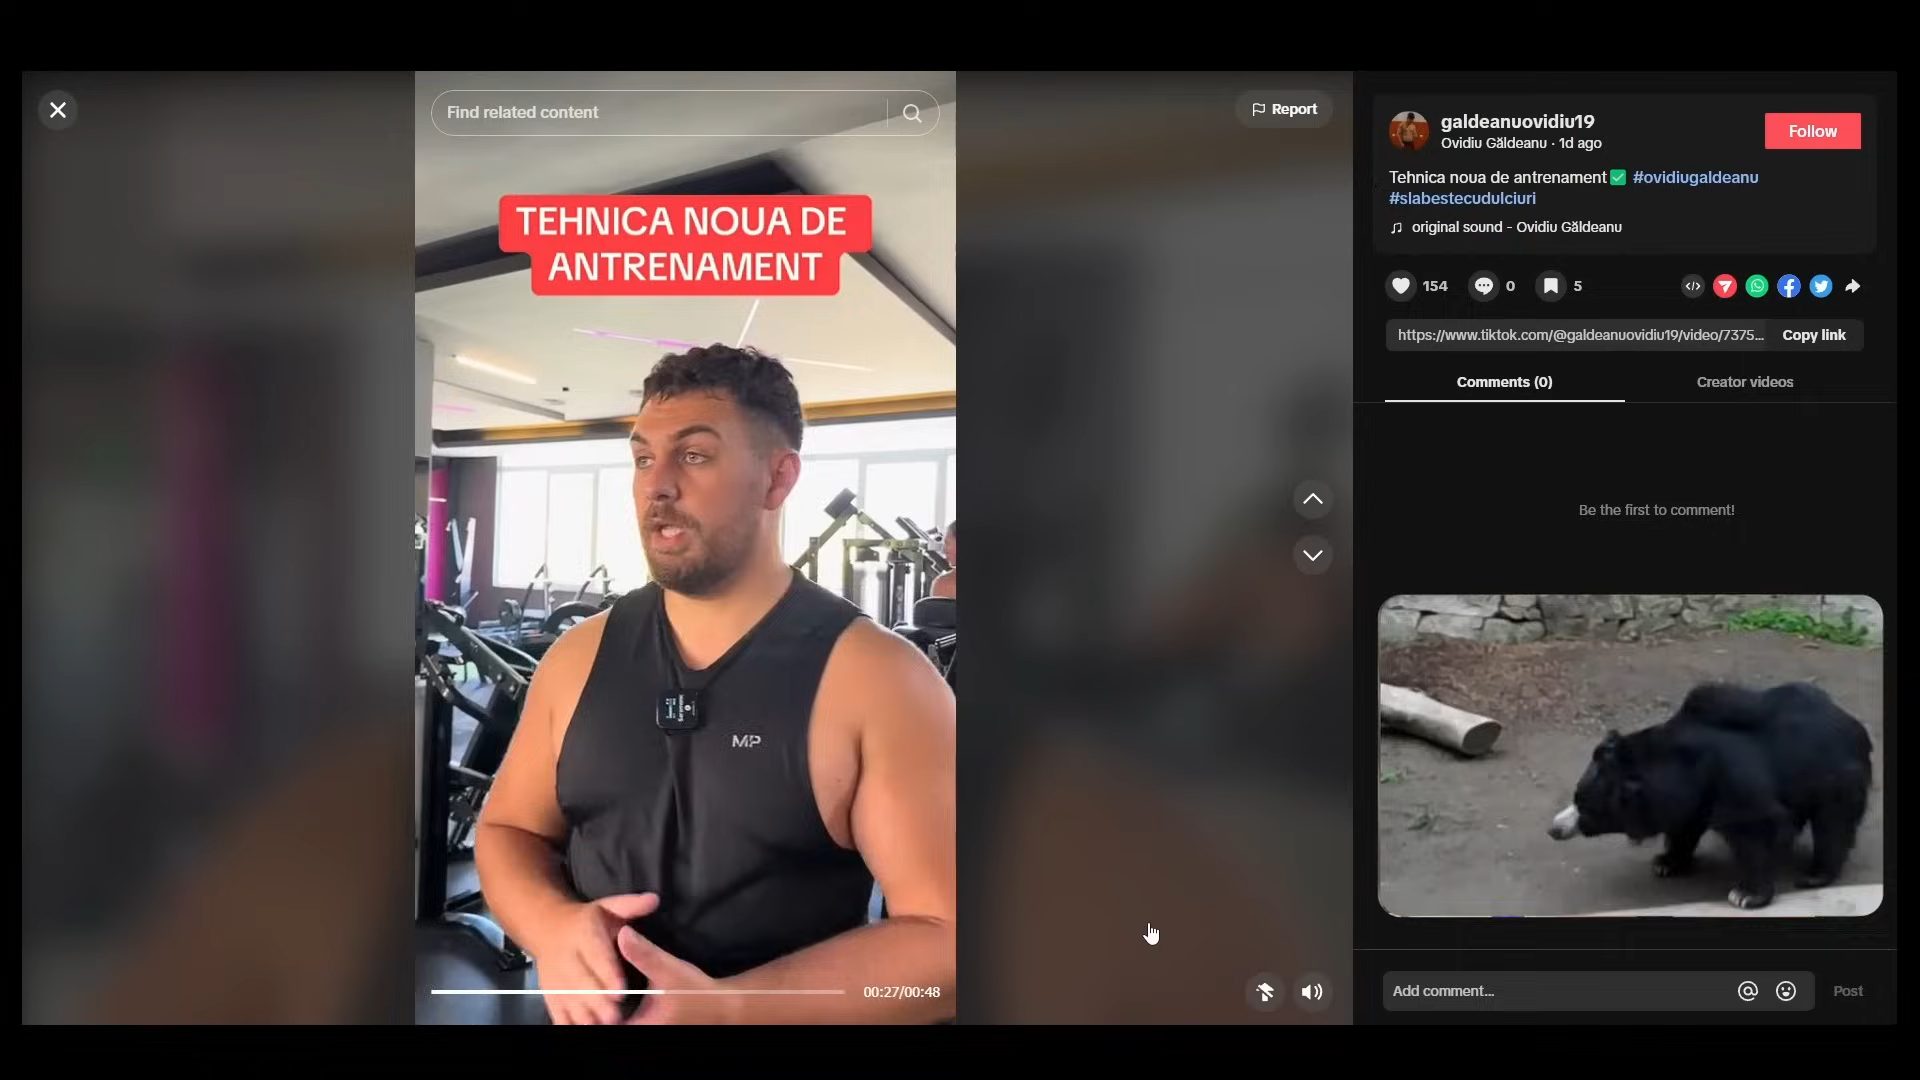 Find related content
Report
TEHNICA NOUA DE
ANTRENAMENT
MP
00:27/00:48
galdeanuovidiu19
Ovidiu Găldeanu · 1d ago
Follow
Tehnica noua de antrenament✅ #ovidiugaldeanu
#slabestecudulciuri
original sound - Ovidiu Găldeanu
154
0
5
https://www.tiktok.com/@galdeanuovidiu19/video/7375...
Copy link
Comments (0)
Creator videos
Be the first to comment!
Add comment...
Post